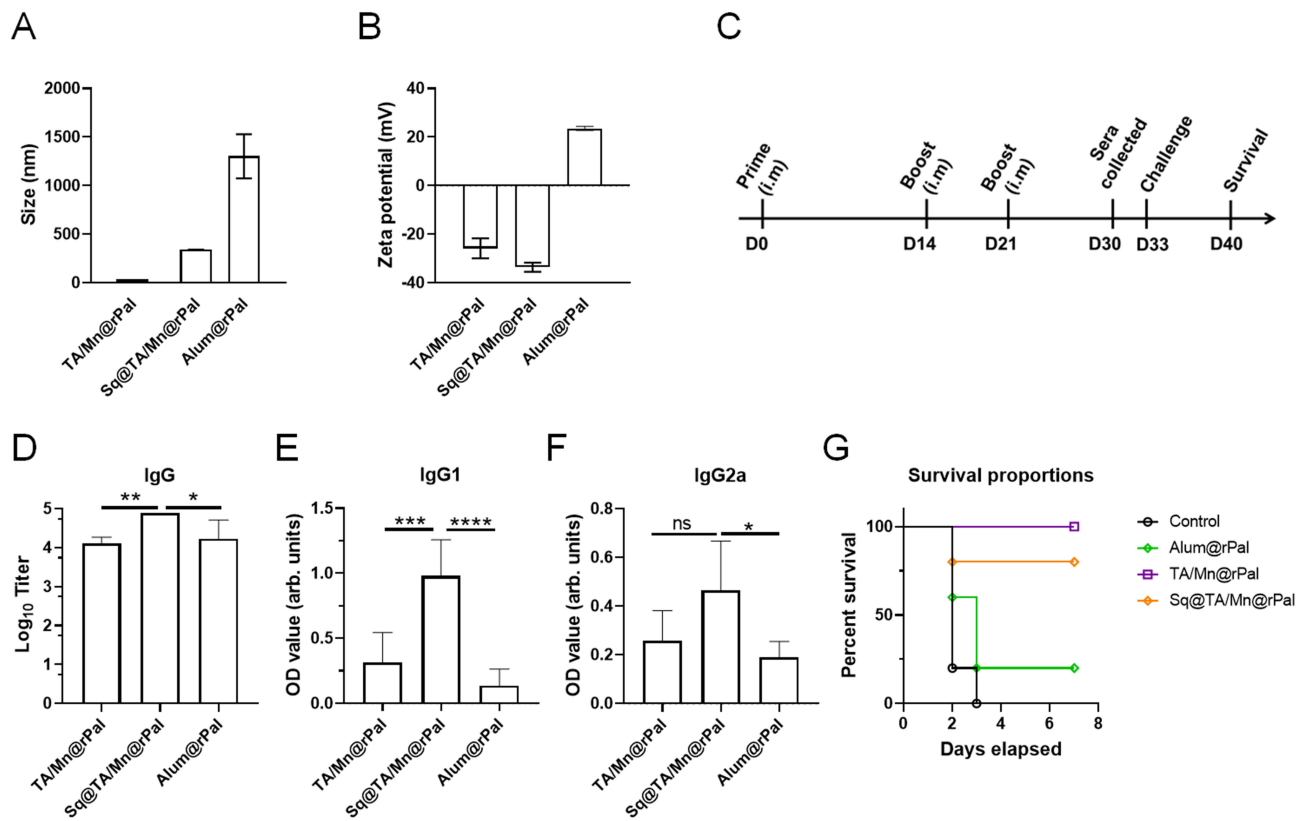 A
Size (nm)
2000
1500
1000
500
0
TA/Mn@rPal
Sq@TA/Mn@rPal
Alum@rPal
B
Zeta potential (mV)
40
20
0
-20
-40
TA/Mn@rPal
Sq@TA/Mn@rPal
Alum@rPal
C
Prime
(i.m)
Boost
(i.m)
Boost
(i.m)
Sera
collected
Challenge
Survival
D0
D14
D21
D30
D33
D40
D
IgG
Log10 Titer
5
4
3
2
1
0
**
*
TA/Mn@rPal
Sq@TA/Mn@rPal
Alum@rPal
E
IgG1
OD value (arb. units)
1.5
1.0
0.5
0.0
***
****
TA/Mn@rPal
Sq@TA/Mn@rPal
Alum@rPal
F
IgG2a
OD value (arb. units)
0.8
0.6
0.4
0.2
0.0
ns
*
TA/Mn@rPal
Sq@TA/Mn@rPal
Alum@rPal
G
Survival proportions
Percent survival
100
50
0
0
2
4
6
8
Days elapsed
Control
Alum@rPal
TA/Mn@rPal
Sq@TA/Mn@rPal